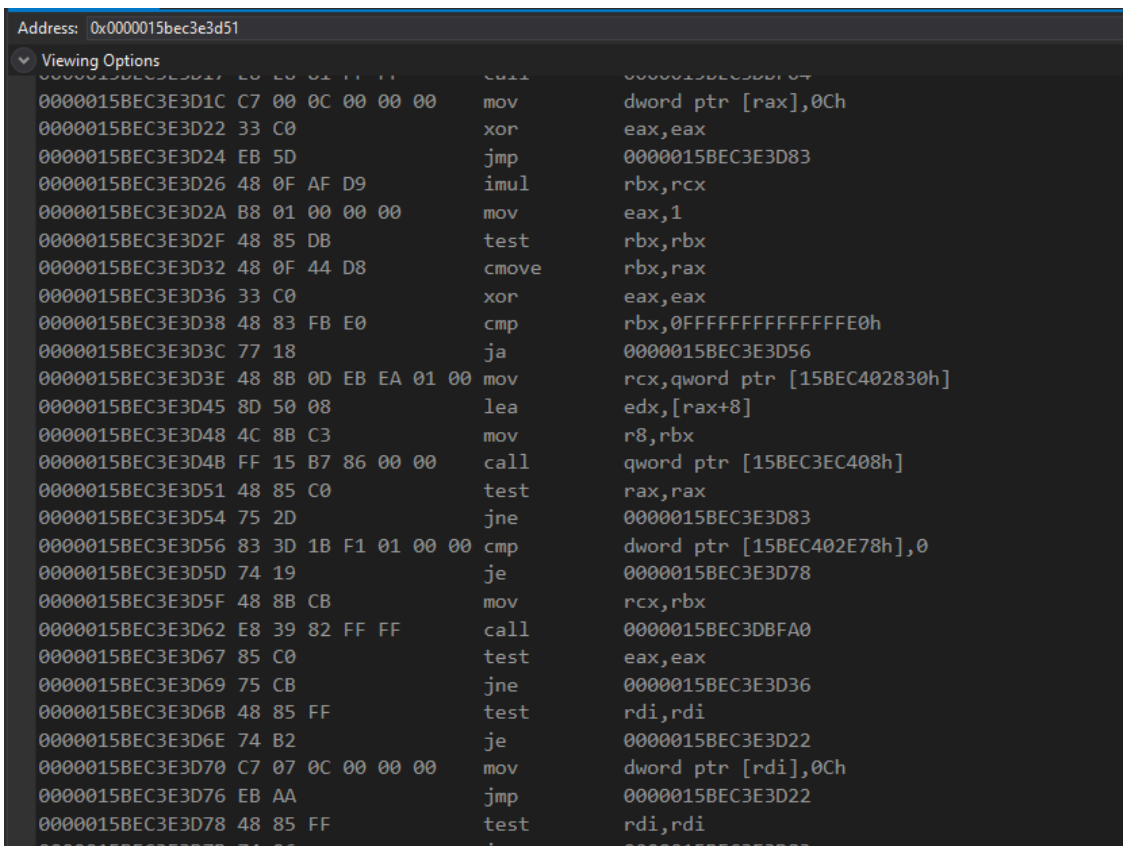 Address: 0x0000015bec3e3d51
Viewing Options
0000015BEC3E3D1C C7 00 0C 00 00 00 mov dword ptr [rax],0Ch
0000015BEC3E3D22 33 C0 xor eax,eax
0000015BEC3E3D24 EB 5D jmp 0000015BEC3E3D83
0000015BEC3E3D26 48 0F AF D9 imul rbx,rcx
0000015BEC3E3D2A B8 01 00 00 00 mov eax,1
0000015BEC3E3D2F 48 85 DB test rbx,rbx
0000015BEC3E3D32 48 0F 44 D8 cmove rbx,rax
0000015BEC3E3D36 33 C0 xor eax,eax
0000015BEC3E3D38 48 83 FB E0 cmp rbx,0FFFFFFFFFFFFFFE0h
0000015BEC3E3D3C 77 18 ja 0000015BEC3E3D56
0000015BEC3E3D3E 48 8B 0D EB EA 01 00 mov rcx,qword ptr [15BEC402830h]
0000015BEC3E3D45 8D 50 08 lea edx,[rax+8]
0000015BEC3E3D48 4C 8B C3 mov r8,rbx
0000015BEC3E3D4B FF 15 B7 86 00 00 call qword ptr [15BEC3EC408h]
0000015BEC3E3D51 48 85 C0 test rax,rax
0000015BEC3E3D54 75 2D jne 0000015BEC3E3D83
0000015BEC3E3D56 83 3D 1B F1 01 00 00 cmp dword ptr [15BEC402E78h],0
0000015BEC3E3D5D 74 19 je 0000015BEC3E3D78
0000015BEC3E3D5F 48 8B CB mov rcx,rbx
0000015BEC3E3D62 E8 39 82 FF FF call 0000015BEC3DBFA0
0000015BEC3E3D67 85 C0 test eax,eax
0000015BEC3E3D69 75 CB jne 0000015BEC3E3D36
0000015BEC3E3D6B 48 85 FF test rdi,rdi
0000015BEC3E3D6E 74 B2 je 0000015BEC3E3D22
0000015BEC3E3D70 C7 07 0C 00 00 00 mov dword ptr [rdi],0Ch
0000015BEC3E3D76 EB AA jmp 0000015BEC3E3D22
0000015BEC3E3D78 48 85 FF test rdi,rdi